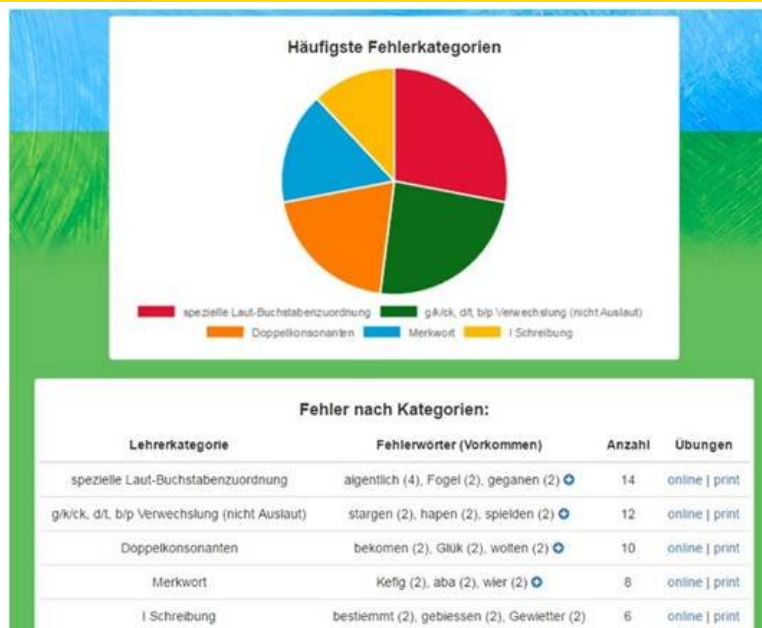 Häufigste Fehlerkategorien
spezielle Laut-Buchstabenzuordnung g/k/ck, d/t, b/p Verwechslung (nicht Auslaut)
Doppelkonsonanten Merkwort I Schreibung
Fehler nach Kategorien:
Lehrerkategorie Fehlerwörter (Vorkommen) Anzahl Übungen
spezielle Laut-Buchstabenzuordnung aigentlich (4), Fogel (2), geganen (2) 14 online | print
g/k/ck, d/t, b/p Verwechslung (nicht Auslaut) stargen (2), hapen (2), spielden (2) 12 online | print
Doppelkonsonanten bekomen (2), Glük (2), wolten (2) 10 online | print
Merkwort Kefig (2), aba (2), wier (2) 8 online | print
I Schreibung bestiemmt (2), gebiessen (2), Gewietter (2) 6 online | print